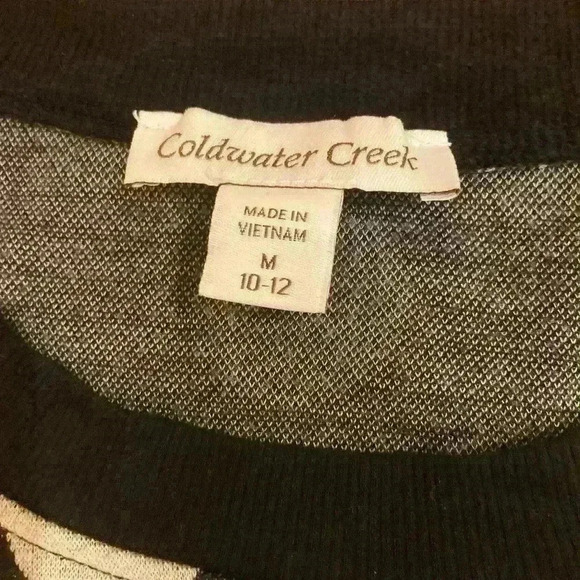 Coldwater Creek
MADE IN
VIETNAM
M
10-12